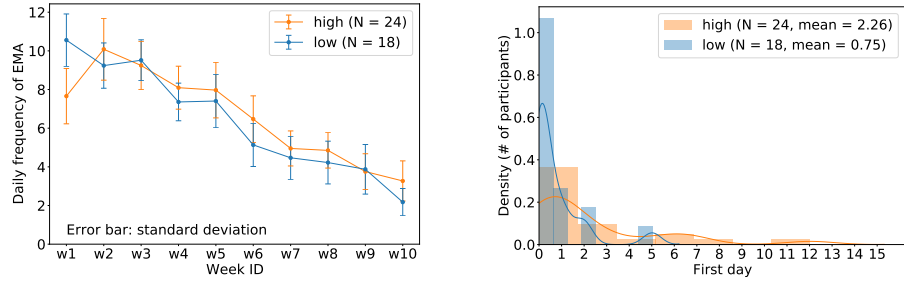 Daily frequency of EMA
12
10
8
6
4
2
0
high (N = 24)
low (N = 18)
Error bar: standard deviation
w1 w2 w3 w4 w5 w6 w7 w8 w9 w10
Week ID
Density (# of participants)
1.0
0.8
0.6
0.4
0.2
0.0
high (N = 24, mean = 2.26)
low (N = 18, mean = 0.75)
0 1 2 3 4 5 6 7 8 9 10 11 12 13 14 15
First day